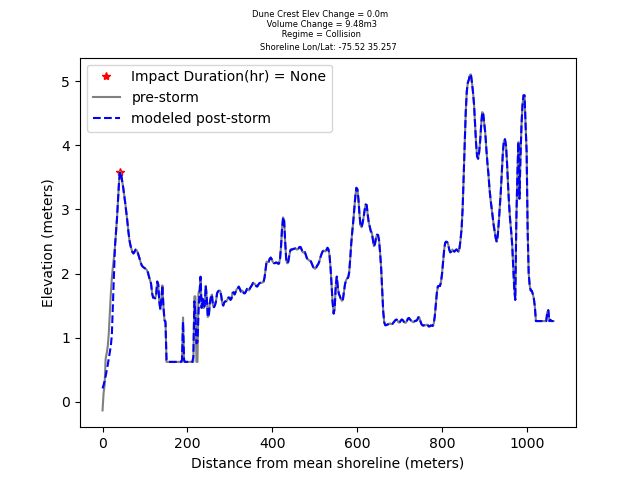 Dune Crest Elev Change = 0.0m
Volume Change = 9.48m3
Regime = Collision
Shoreline Lon/Lat: -75.52 35.257
Impact Duration(hr) = None
pre-storm
modeled post-storm
Elevation (meters)
5
4
3
2
1
0
0 200 400 600 800 1000
Distance from mean shoreline (meters)